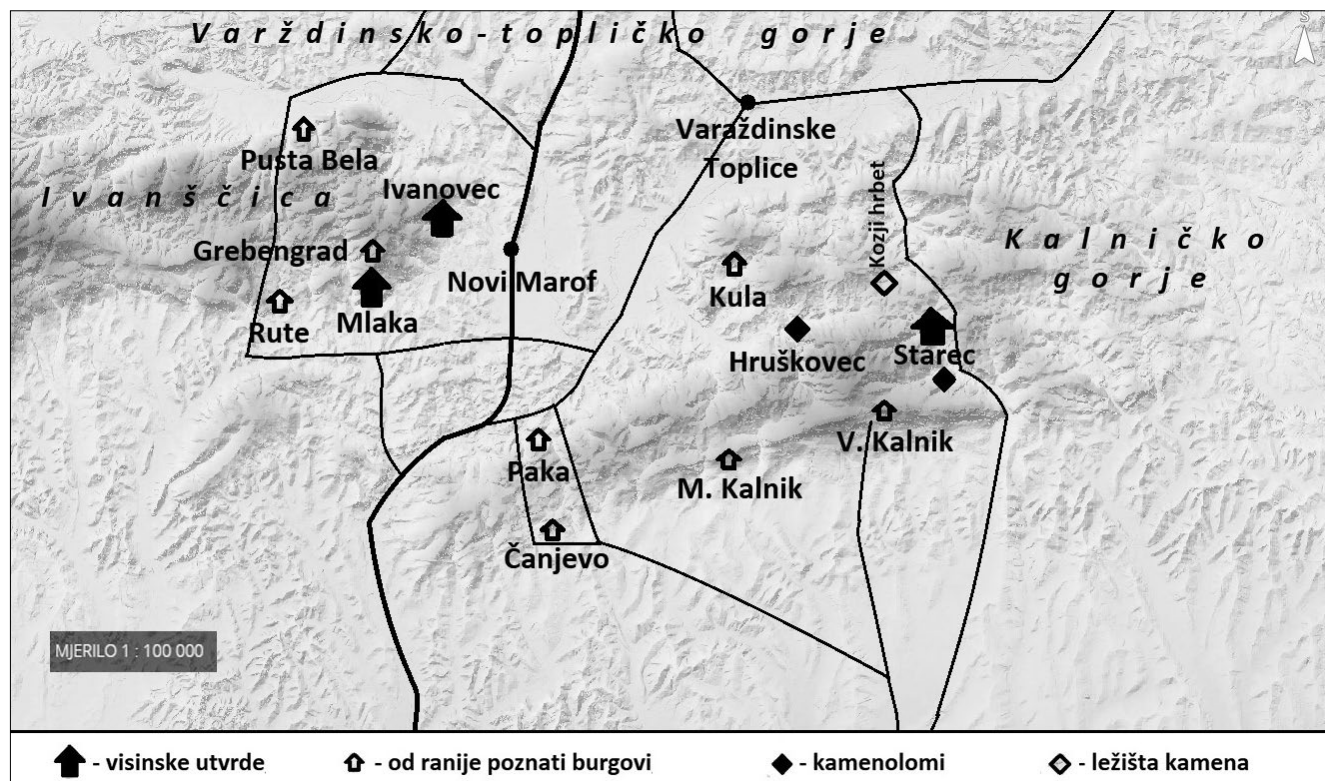 Varždinsko-topličko gorje
Varaždinske
Toplice
Pusta Bela
Ivanščica
Ivanovec
Kozji hrbet
Kalničko
gorje
Grebengrad
Novi Marof
Kula
Rute
Mlaka
Hruškovec
Starec
V. Kalnik
Paka
M. Kalnik
Čanjevo
MJERILO 1 : 100 000
- visinske utvrde - od ranije poznati burgovi - kamenolomi - ležišta kamena